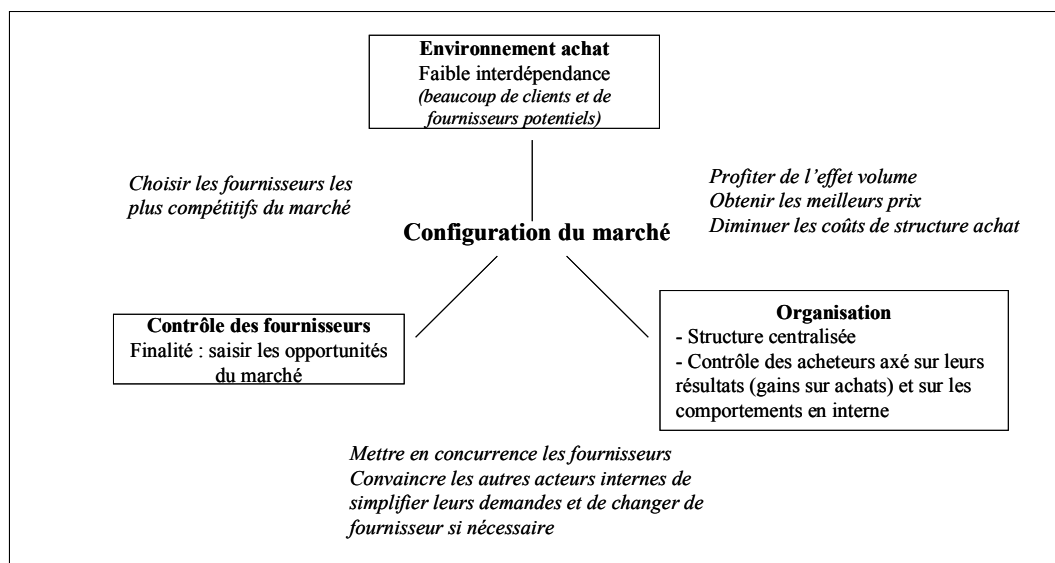 Environnement achat
Faible interdépendance
(beaucoup de clients et de
fournisseurs potentiels)
Choisir les fournisseurs les
plus compétitifs du marché
Profiter de l'effet volume
Obtenir les meilleurs prix
Diminuer les coûts de structure achat
Configuration du marché
Contrôle des fournisseurs
Finalité : saisir les opportunités
du marché
Organisation
- Structure centralisée
- Contrôle des acheteurs axé sur leurs
résultats (gains sur achats) et sur les
comportements en interne
Mettre en concurrence les fournisseurs
Convaincre les autres acteurs internes de
simplifier leurs demandes et de changer de
fournisseur si nécessaire